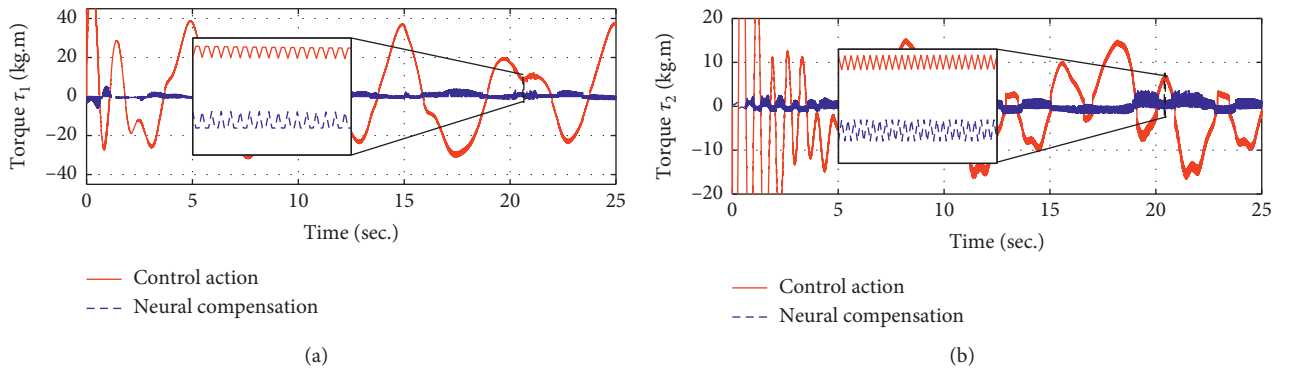 40
20
0
−20
−40
Torque τ1 (kg.m)
0 5 10 15 20 25
Time (sec.)
Control action
Neural compensation
(a)
20
10
0
−10
−20
Torque τ2 (kg.m)
0 5 10 15 20 25
Time (sec.)
Control action
Neural compensation
(b)